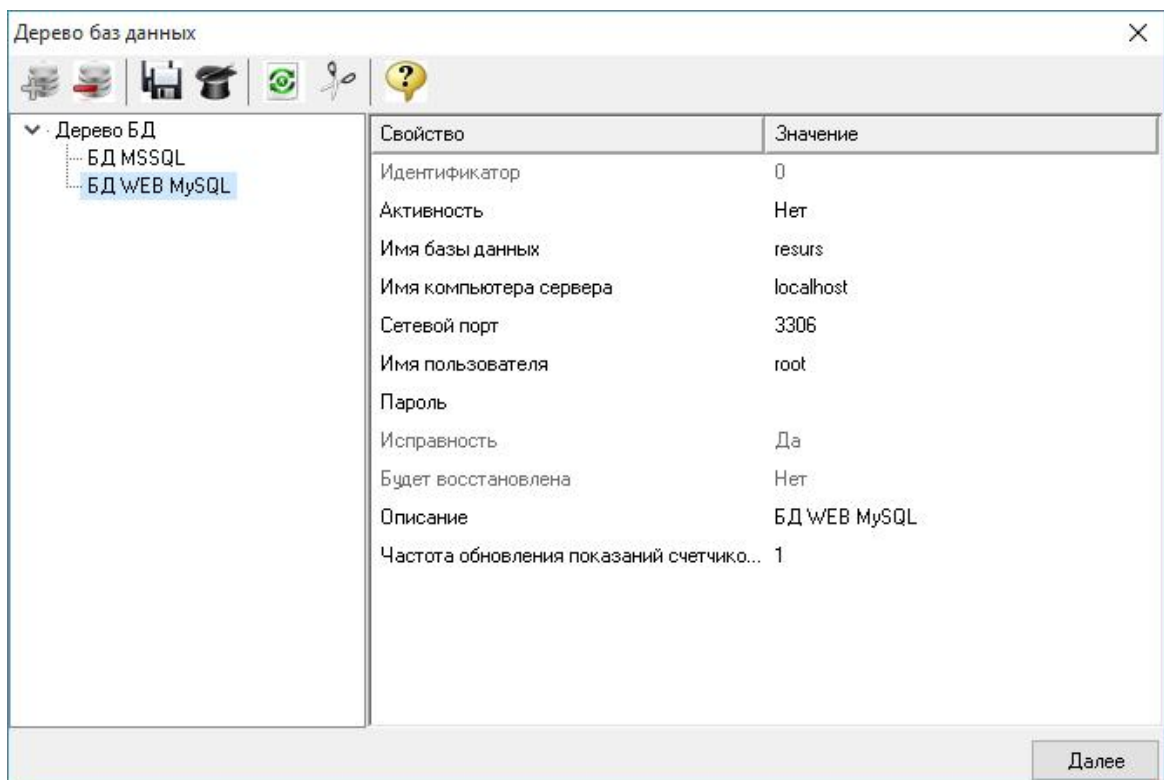 Дерево баз данных
Дерево БД
БД MSSQL
БД WEB MySQL
Свойство Значение
Идентификатор 0
Активность Нет
Имя базы данных resurs
Имя компьютера сервера localhost
Сетевой порт 3306
Имя пользователя root
Пароль
Исправность Да
Будет восстановлена Нет
Описание БД WEB MySQL
Частота обновления показаний счетчико... 1
Далее